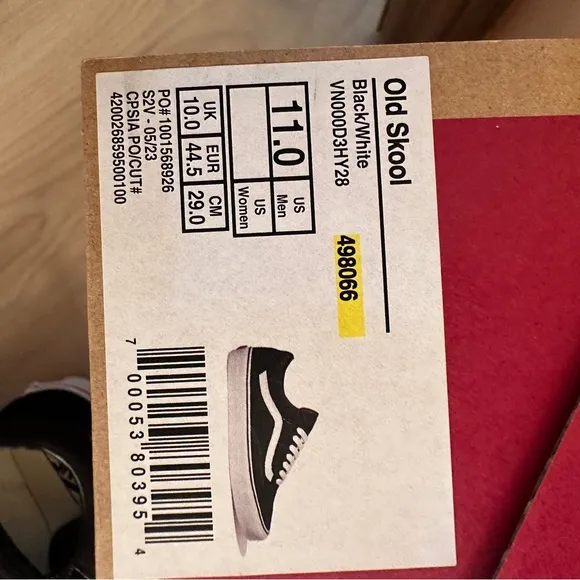 Old Skool
Black/White
VN000D3HY28
498066
11.0
US
Men
US
Women
UK EUR CM
10.0 44.5 29.0
PO# 1001568926
S2V - 05/23
CPSIA PO/CUT#
420026859500100
7 00053 80395 4